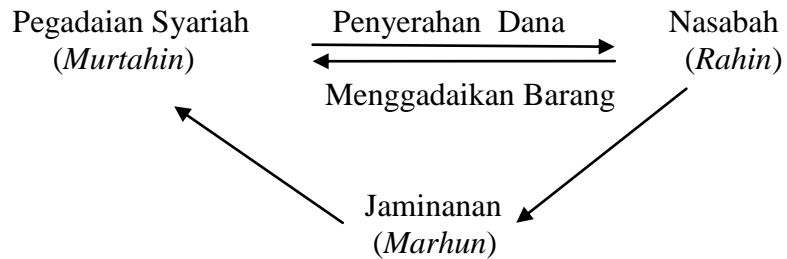 Pegadaian Syariah
(Murtahin)
Penyerahan Dana
Menggadaikan Barang
Nasabah
(Rahin)
Jaminanan
(Marhun)